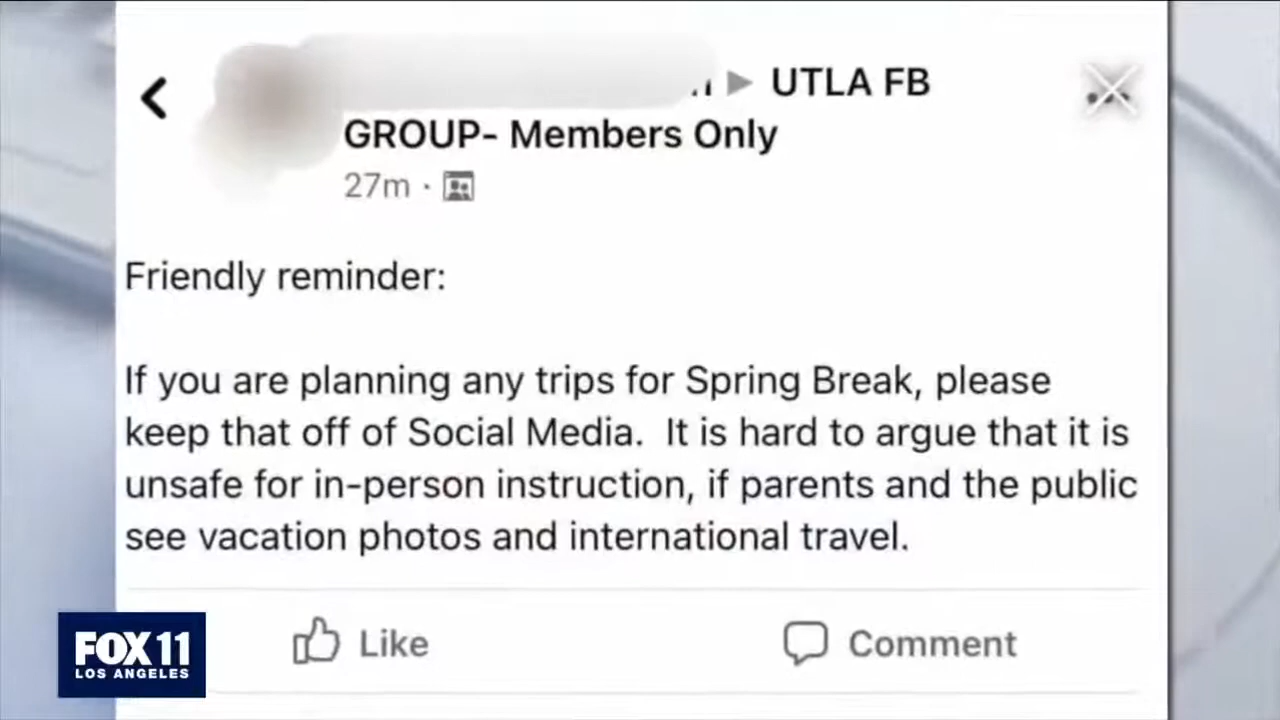 UTLA FB
GROUP- Members Only
27m ·
Friendly reminder:
If you are planning any trips for Spring Break, please
keep that off of Social Media. It is hard to argue that it is
unsafe for in-person instruction, if parents and the public
see vacation photos and international travel.
Like
Comment
FOX 11
LOS ANGELES